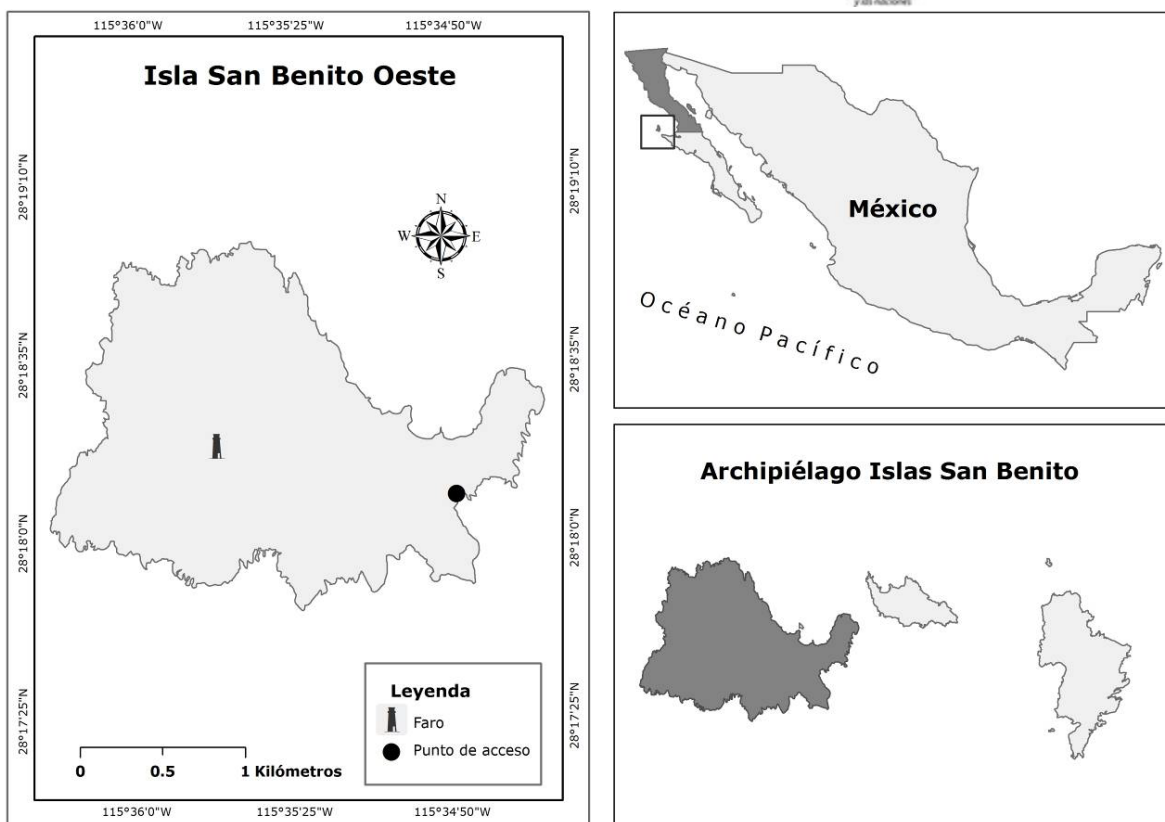 y las naciones
115°36'0"W 115°35'25"W 115°34'50"W
Isla San Benito Oeste
28°19'10"N
28°18'35"N
28°18'0"N
28°17'25"N
N
W E
S
28°19'10"N
28°18'35"N
28°18'0"N
28°17'25"N
Leyenda
Faro
Punto de acceso
0 0.5 1 Kilómetros
115°36'0"W 115°35'25"W 115°34'50"W
México
Océano Pacífico
Archipiélago Islas San Benito